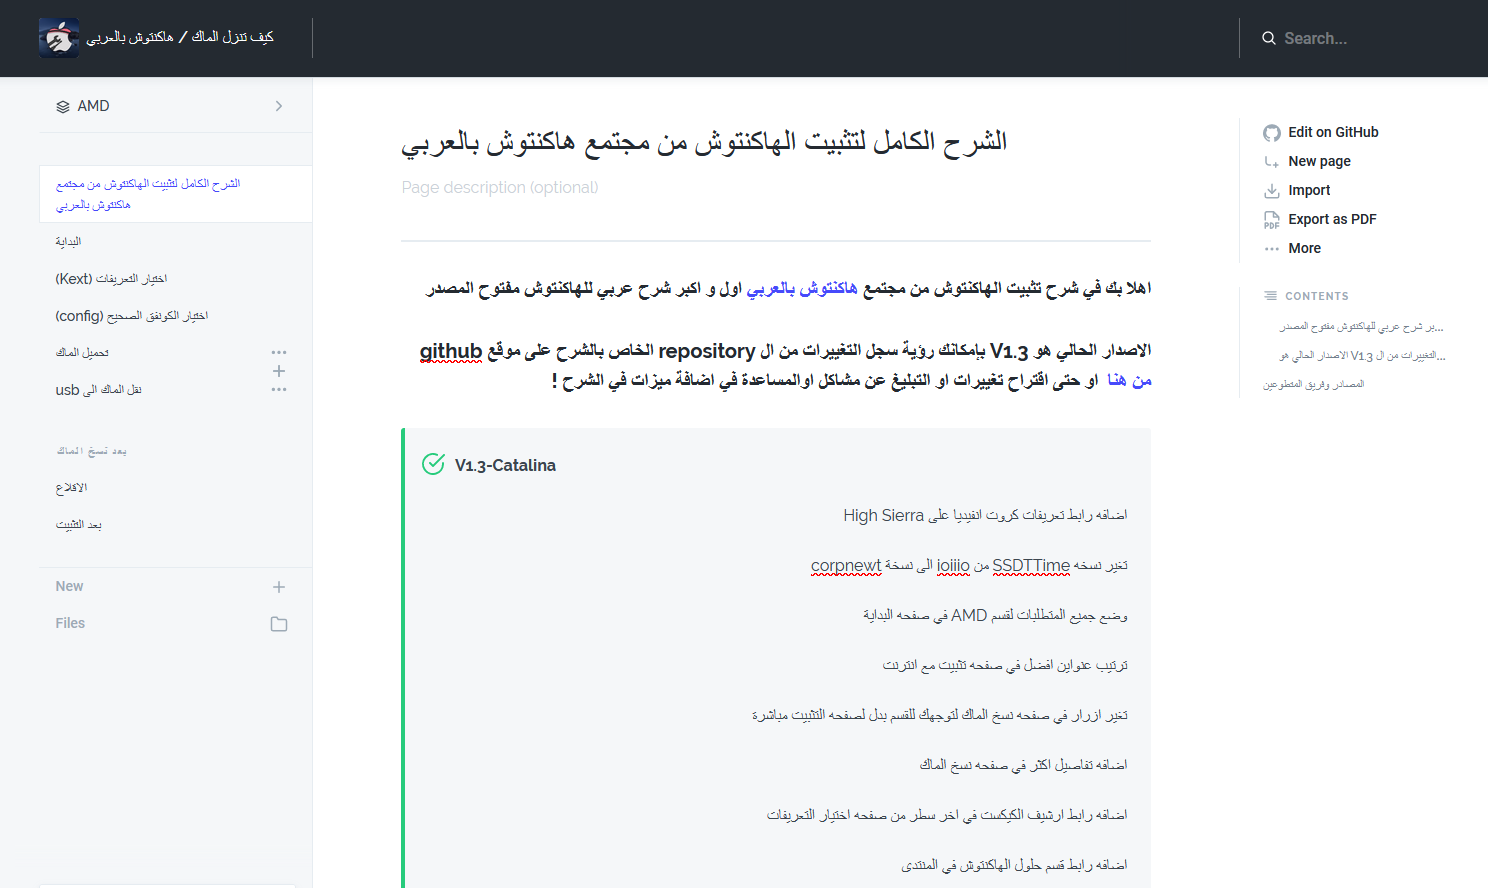 كيف تنزل الماك / هاكنتوش بالعربي
Search...
AMD
الشرح الكامل لتثبيت الهاكنتوش من مجتمع
هاكنتوش بالعربي
البداية
اختيار التعريفات (Kext)
اختيار الكونفق الصحيح (config)
تحميل الماك
نقل الماك الى usb
بعد نسخ الماك
الاقلاع
بعد التثبيت
New
Files
الشرح الكامل لتثبيت الهاكنتوش من مجتمع هاكنتوش بالعربي
Page description (optional)
اهلا بك في شرح تثبيت الهاكنتوش من مجتمع هاكنتوش بالعربي اول و اكبر شرح عربي للهاكنتوش مفتوح المصدر
الاصدار الحالي هو V1.3 بإمكانك رؤية سجل التغييرات من ال repository الخاص بالشرح على موقع github
من هنا او حتى اقتراح تغييرات او التبليغ عن مشاكل اوالمساعدة في اضافة ميزات في الشرح !
V1.3-Catalina
اضافه رابط تعريفات كروت انفيديا على High Sierra
تغير نسخه SSDTTime من ioiiio الى نسخة corpnewt
وضع جميع المتطلبات لقسم AMD في صفحه البداية
ترتيب عنواين افضل في صفحه تثبيت مع انترنت
تغير ازرار في صفحه نسخ الماك لتوجهك للقسم بدل لصفحه التثبيت مباشرة
اضافه تفاصيل اكثر في صفحه نسخ الماك
اضافه رابط ارشيف الكيكست في اخر سطر من صفحه اختيار التعريفات
اضافه رابط قسم حلول الهاكنتوش في المنتدى
Edit on GitHub
New page
Import
PDF
Export as PDF
More
CONTENTS
بر شرح عربي للهاكنتوش مفتوح المصدر...
الاصدار الحالي هو V1.3 التغييرات من ال...
المصادر وفريق المتطوعين